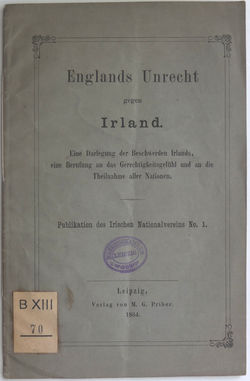 Englands Unrecht
gegen
Irland.
Eine Darlegung der Beschwerden Irlands,
eine Berufung an das Gerechtigkeitsgefühl und an die
Theilnahme aller Nationen.
Publikation des Irischen Nationalvereins No. 1.
B XIII
70
Leipzig,
Verlag von M. G. Priber.
1864.